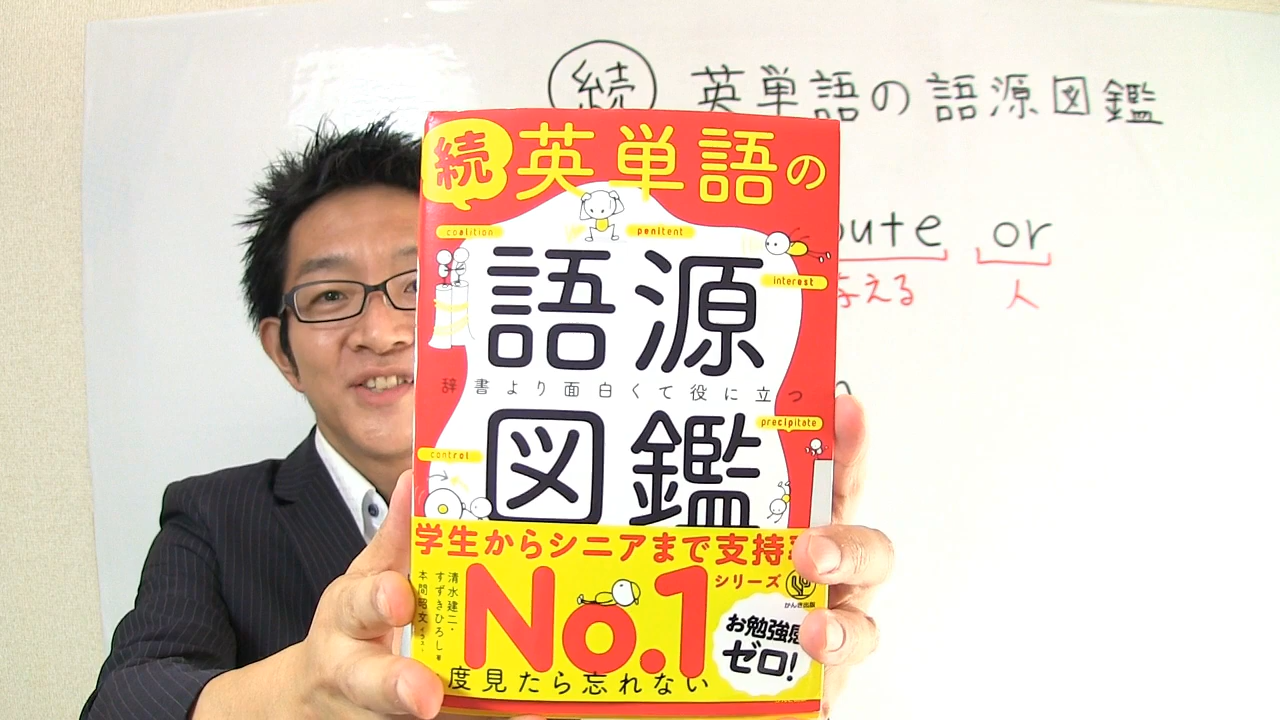 続 英単語の語源図鑑
bute or
与える 人
続 英単語の
coalition
penitent
interest
語源
辞書より面白くて役に立つ
図鑑
precipitate
control
学生からシニアまで支持率
No.1
シリーズ
かんき出版
清水建二・
すずきひろし 著
本間昭文
お勉強感
ゼロ!
度見たら忘れない